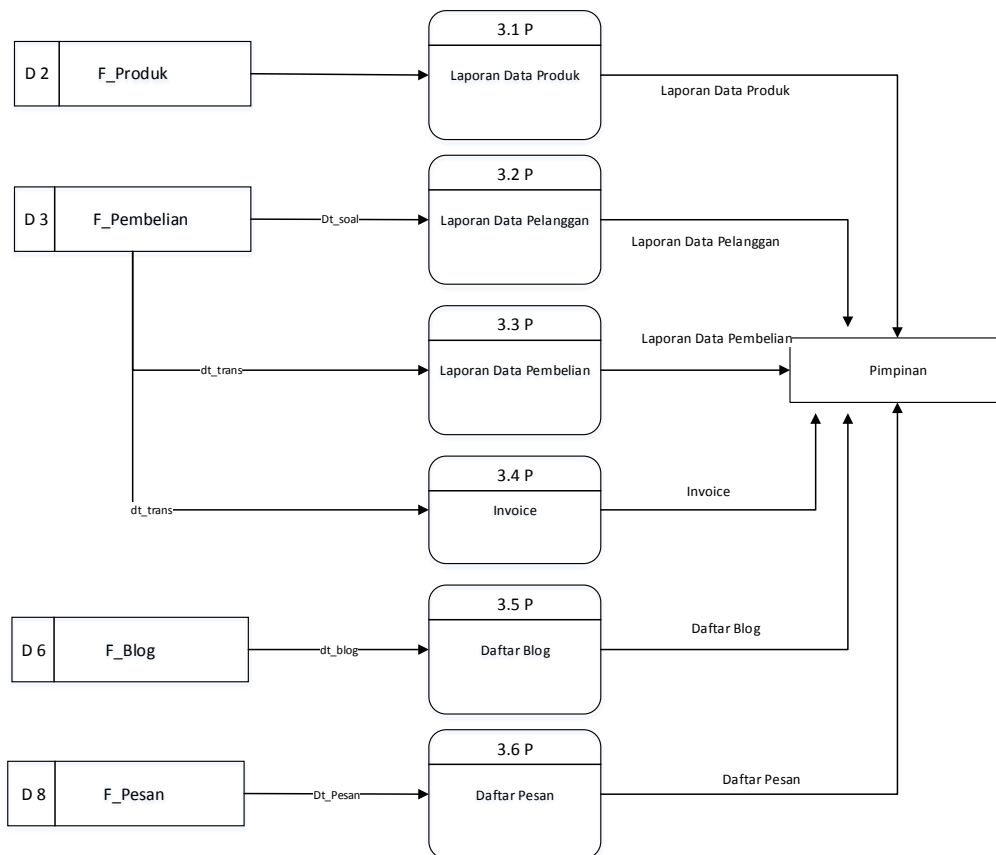 3.1 P
D 2 F_Produk
Laporan Data Produk
Laporan Data Produk
3.2 P
D 3 F_Pembelian
Dt_soal
Laporan Data Pelanggan
Laporan Data Pelanggan
3.3 P
Laporan Data Pembelian
dt_trans
Laporan Data Pembelian
Pimpinan
3.4 P
Invoice
dt_trans
Invoice
3.5 P
Daftar Blog
D 6 F_Blog
dt_blog
Daftar Blog
3.6 P
Daftar Pesan
D 8 F_Pesan
Dt_Pesan
Daftar Pesan